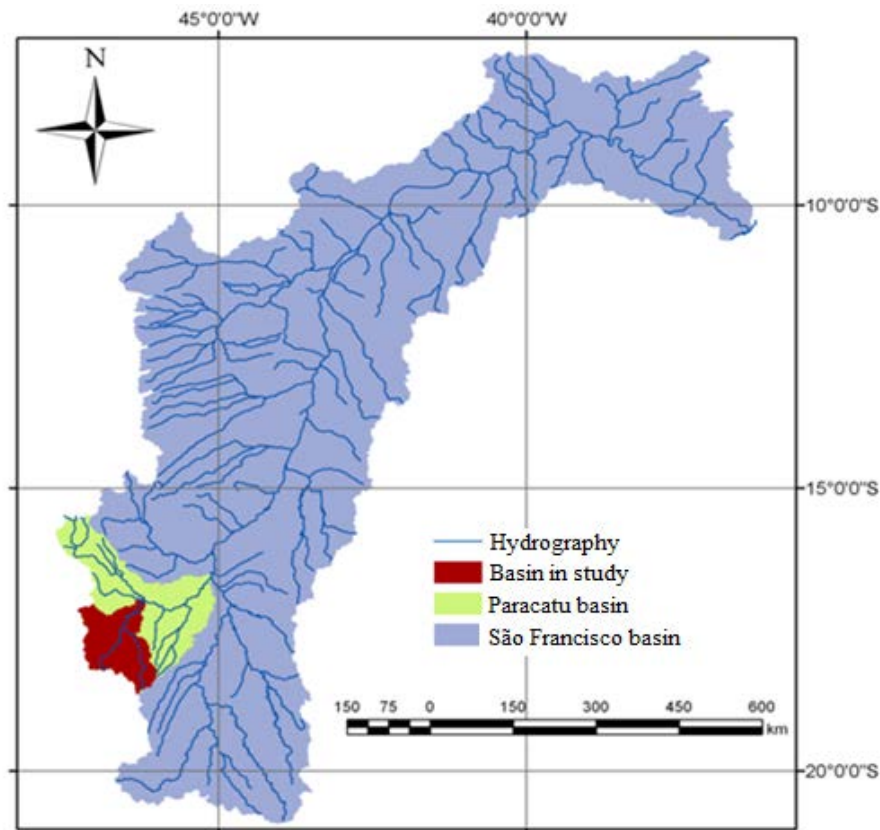 45°0'0"W 40°0'0"W
N
10°0'0"S
15°0'0"S
Hydrography
Basin in study
Paracatu basin
São Francisco basin
150 75 0 150 300 450 600
km
20°0'0"S